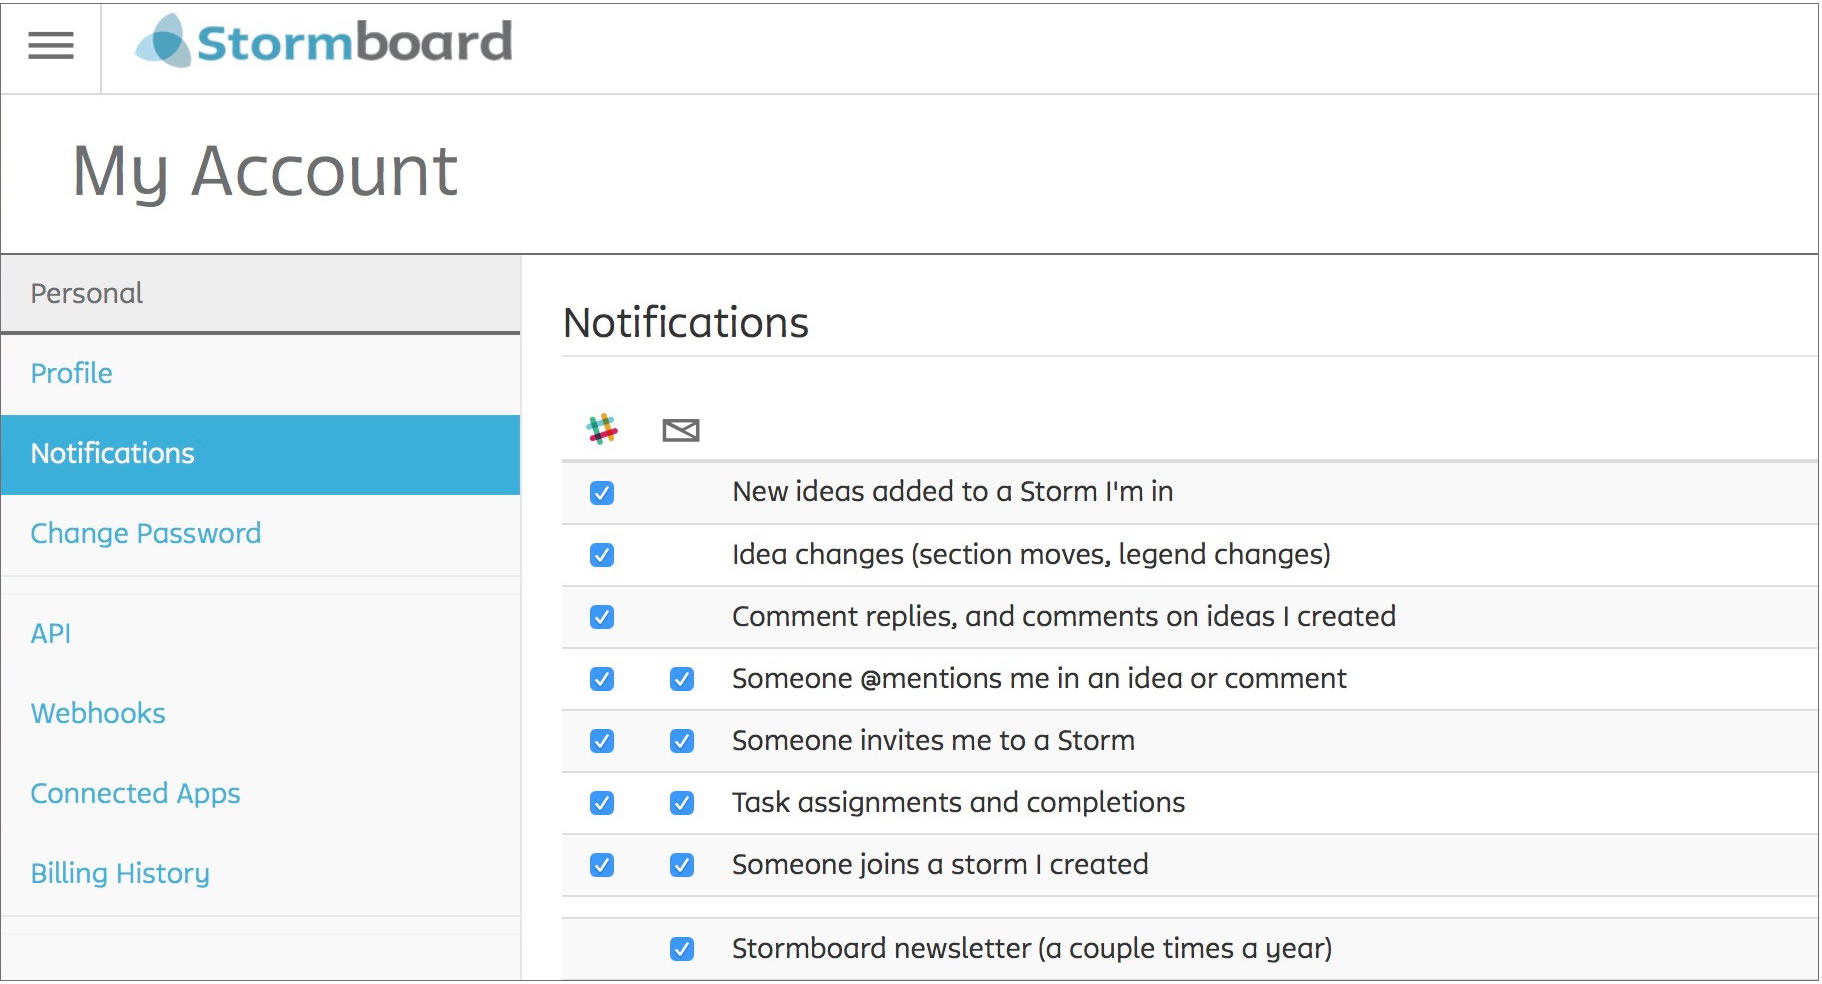 Stormboard
My Account
Personal
Profile
Notifications
Change Password
API
Webhooks
Connected Apps
Billing History
Notifications
New ideas added to a Storm I'm in
Idea changes (section moves, legend changes)
Comment replies, and comments on ideas I created
Someone @mentions me in an idea or comment
Someone invites me to a Storm
Task assignments and completions
Someone joins a storm I created
Stormboard newsletter (a couple times a year)